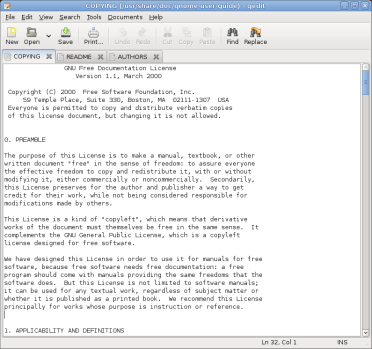 COPYING (/usr/share/doc/gnome-user-guide) - gedit
File Edit View Search Tools Documents Help
New Open Save Print... Undo Redo Cut Copy Paste Find Replace
COPYING README AUTHORS
GNU Free Documentation License
Version 1.1, March 2000
Copyright (C) 2000 Free Software Foundation, Inc.
59 Temple Place, Suite 330, Boston, MA 02111-1307 USA
Everyone is permitted to copy and distribute verbatim copies
of this license document, but changing it is not allowed.
0. PREAMBLE
The purpose of this License is to make a manual, textbook, or other
written document "free" in the sense of freedom: to assure everyone
the effective freedom to copy and redistribute it, with or without
modifying it, either commercially or noncommercially. Secondarily,
this License preserves for the author and publisher a way to get
credit for their work, while not being considered responsible for
modifications made by others.
This License is a kind of "copyleft", which means that derivative
works of the document must themselves be free in the same sense. It
complements the GNU General Public License, which is a copyleft
license designed for free software.
We have designed this License in order to use it for manuals for free
software, because free software needs free documentation: a free
program should come with manuals providing the same freedoms that the
software does. But this License is not limited to software manuals;
it can be used for any textual work, regardless of subject matter or
whether it is published as a printed book. We recommend this License
principally for works whose purpose is instruction or reference.
1. APPLICABILITY AND DEFINITIONS
Ln 32, Col 1 INS